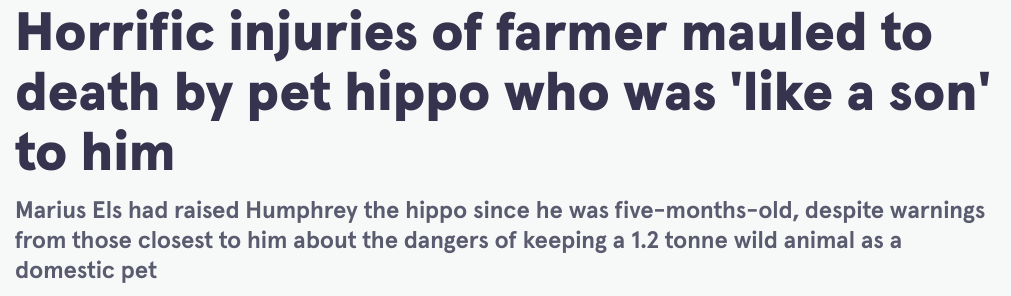 Horrific injuries of farmer mauled to
death by pet hippo who was 'like a son'
to him
Marius Els had raised Humphrey the hippo since he was five-months-old, despite warnings
from those closest to him about the dangers of keeping a 1.2 tonne wild animal as a
domestic pet